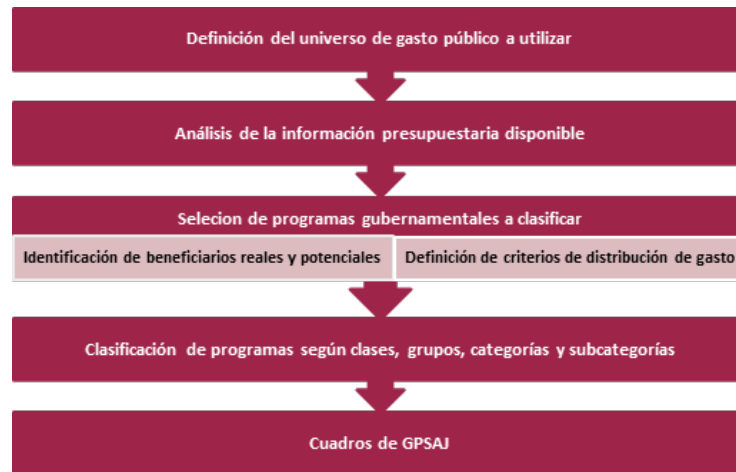 Definición del universo de gasto público a utilizar
Análisis de la información presupuestaria disponible
Selecion de programas gubernamentales a clasificar
Identificación de beneficiarios reales y potenciales
Definición de criterios de distribución de gasto
Clasificación de programas según clases, grupos, categorías y subcategorías
Cuadros de GPSAJ